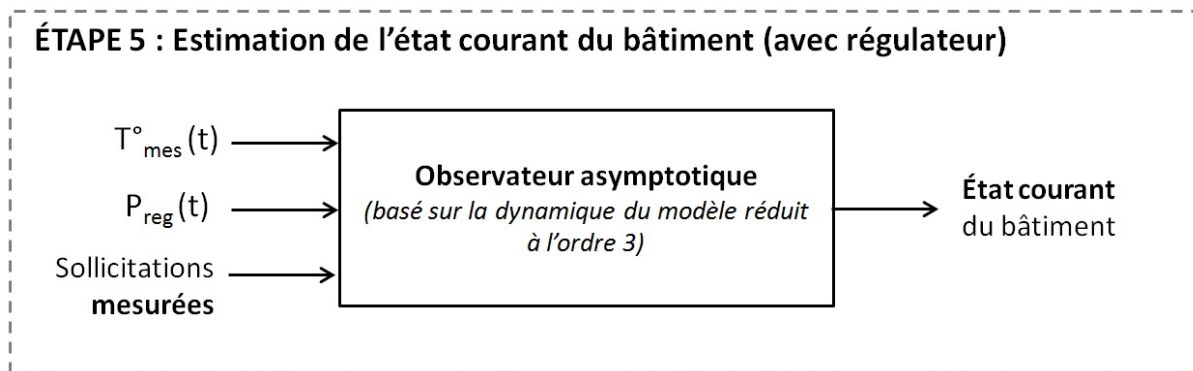 ÉTAPE 5 : Estimation de l’état courant du bâtiment (avec régulateur)
T°mes (t)
Preg (t)
Sollicitations
mesurées
Observateur asymptotique
(basé sur la dynamique du modèle réduit
à l’ordre 3)
État courant
du bâtiment